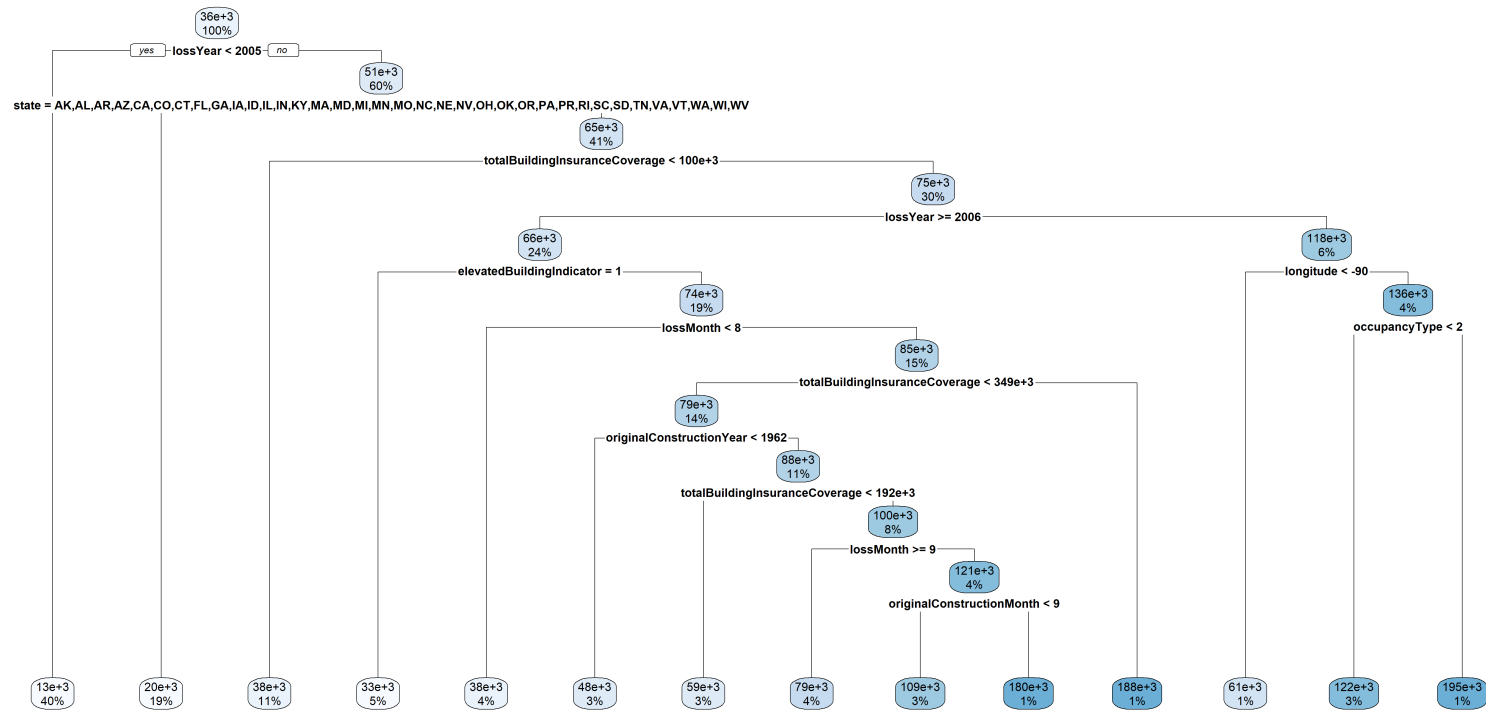 36e+3
100%
yes lossYear < 2005 no
51e+3
60%
state = AK,AL,AR,AZ,CA,CO,CT,FL,GA,IA,ID,IL,IN,KY,MA,MD,MI,MN,MO,NC,NE,NV,OH,OK,OR,PA,PR,RI,SC,SD,TN,VA,VT,WA,WI,WV
65e+3
41%
totalBuildingInsuranceCoverage < 100e+3
75e+3
30%
lossYear >= 2006
66e+3
24%
118e+3
6%
elevatedBuildingIndicator = 1
longitude < -90
74e+3
19%
136e+3
4%
lossMonth < 8
occupancyType < 2
85e+3
15%
totalBuildingInsuranceCoverage < 349e+3
79e+3
14%
originalConstructionYear < 1962
88e+3
11%
totalBuildingInsuranceCoverage < 192e+3
100e+3
8%
lossMonth >= 9
121e+3
4%
originalConstructionMonth < 9
13e+3
40%
20e+3
19%
38e+3
11%
33e+3
5%
38e+3
4%
48e+3
3%
59e+3
3%
79e+3
4%
109e+3
3%
180e+3
1%
188e+3
1%
61e+3
1%
122e+3
3%
195e+3
1%